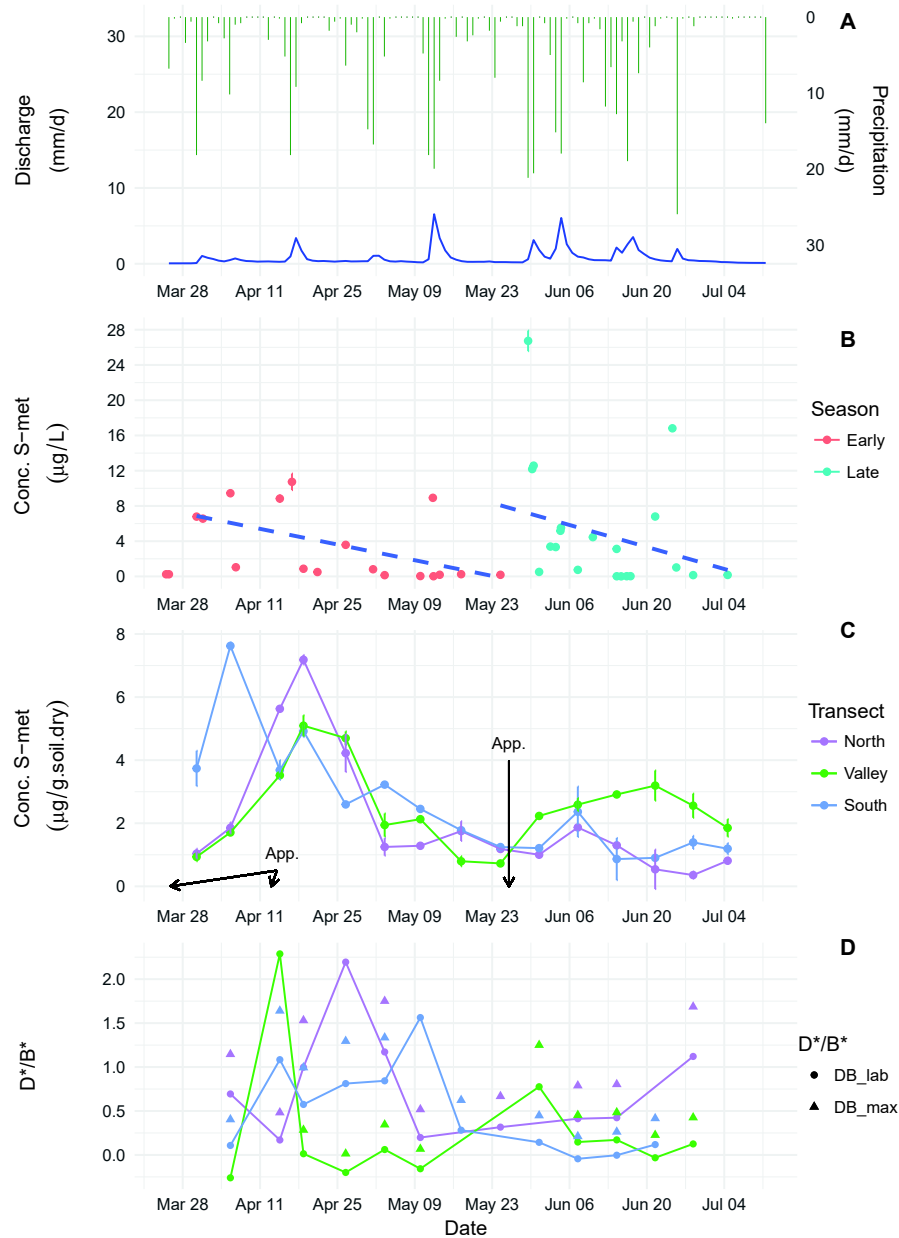 A
Discharge
(mm/d)
30
20
10
0
0
10
20
30
Precipitation
(mm/d)
Mar 28 Apr 11 Apr 25 May 09 May 23 Jun 06 Jun 20 Jul 04
B
Conc. S−met
(μg/L)
28
24
20
16
12
8
4
0
Season
Early
Late
Mar 28 Apr 11 Apr 25 May 09 May 23 Jun 06 Jun 20 Jul 04
C
Conc. S−met
(μg/g.soil.dry)
8
6
4
2
0
App.
App.
Transect
North
Valley
South
Mar 28 Apr 11 Apr 25 May 09 May 23 Jun 06 Jun 20 Jul 04
D
D*/B*
2.0
1.5
1.0
0.5
0.0
D*/B*
DB_lab
DB_max
Mar 28 Apr 11 Apr 25 May 09 May 23 Jun 06 Jun 20 Jul 04
Date